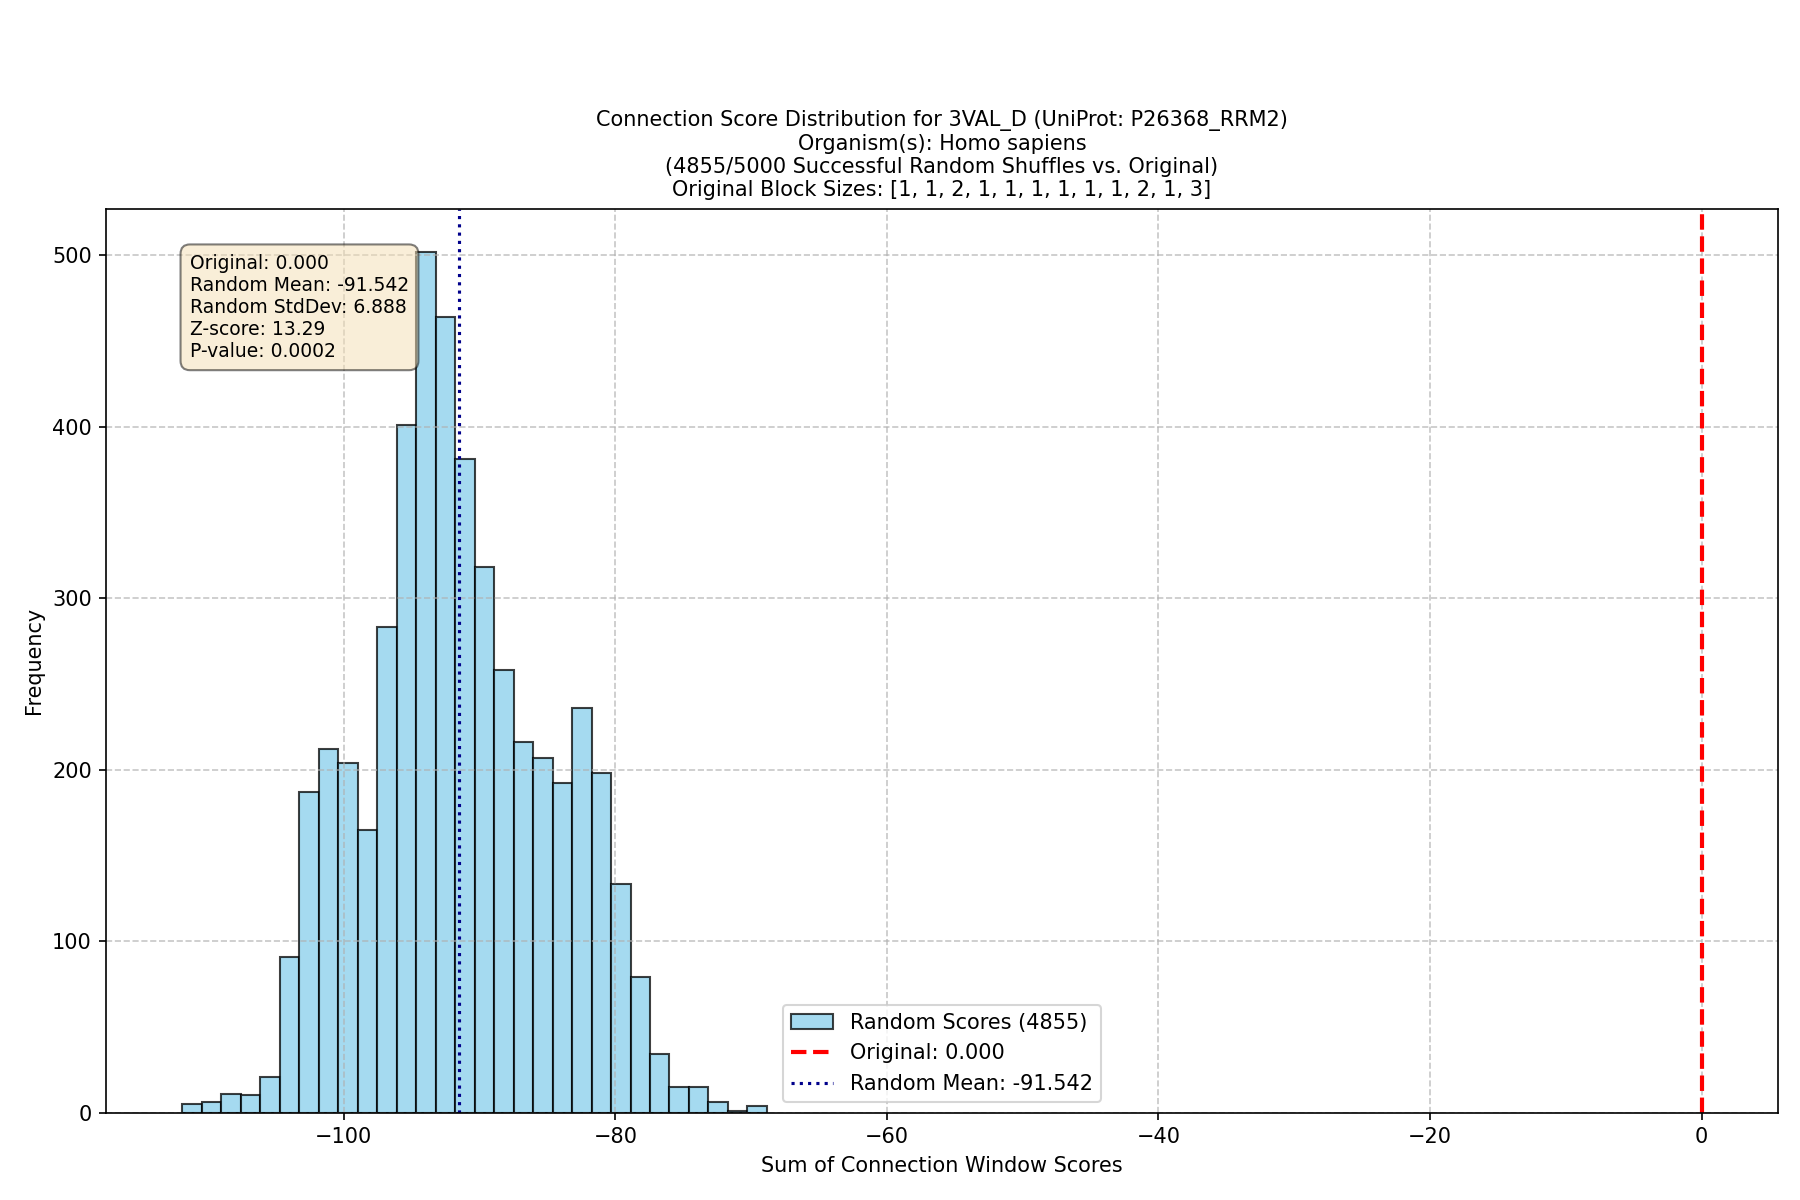 Connection Score Distribution for 3VAL_D (UniProt: P26368_RRM2)
Organism(s): Homo sapiens
(4855/5000 Successful Random Shuffles vs. Original)
Original Block Sizes: [1, 1, 2, 1, 1, 1, 1, 1, 1, 2, 1, 3]
Original: 0.000
Random Mean: -91.542
Random StdDev: 6.888
Z-score: 13.29
P-value: 0.0002
Frequency
500
400
300
200
100
0
Random Scores (4855)
Original: 0.000
Random Mean: -91.542
−100 −80 −60 −40 −20 0
Sum of Connection Window Scores